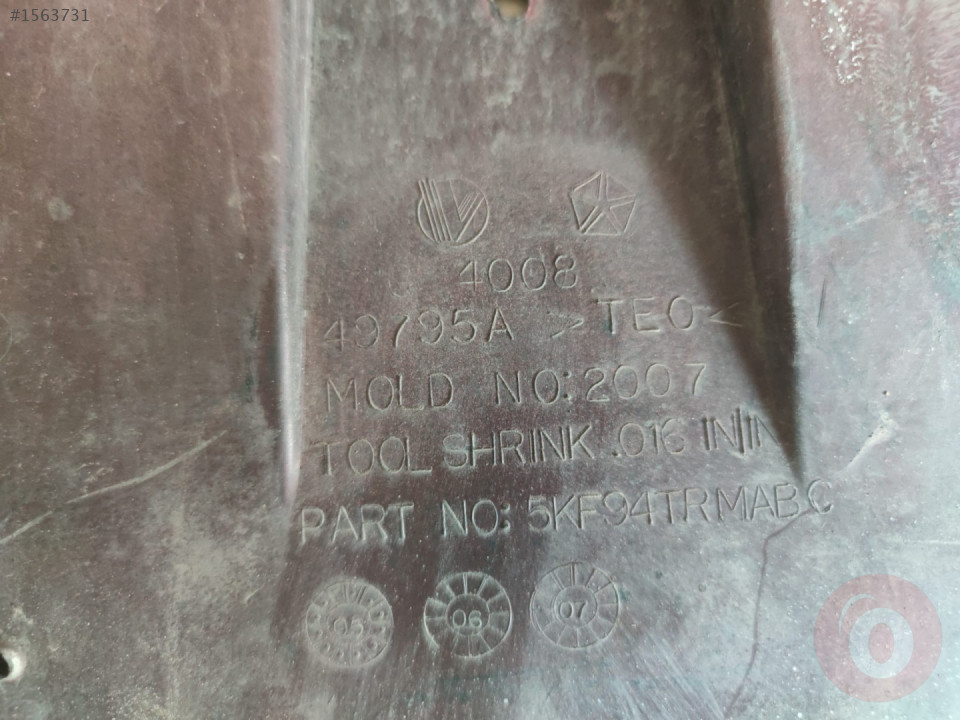 #1563731
4008
49795A >TEO<
MOLD NO:2007
TOOL SHRINK .016 IN/IN
PART NO: 5KF94TRMABC
05 06 07